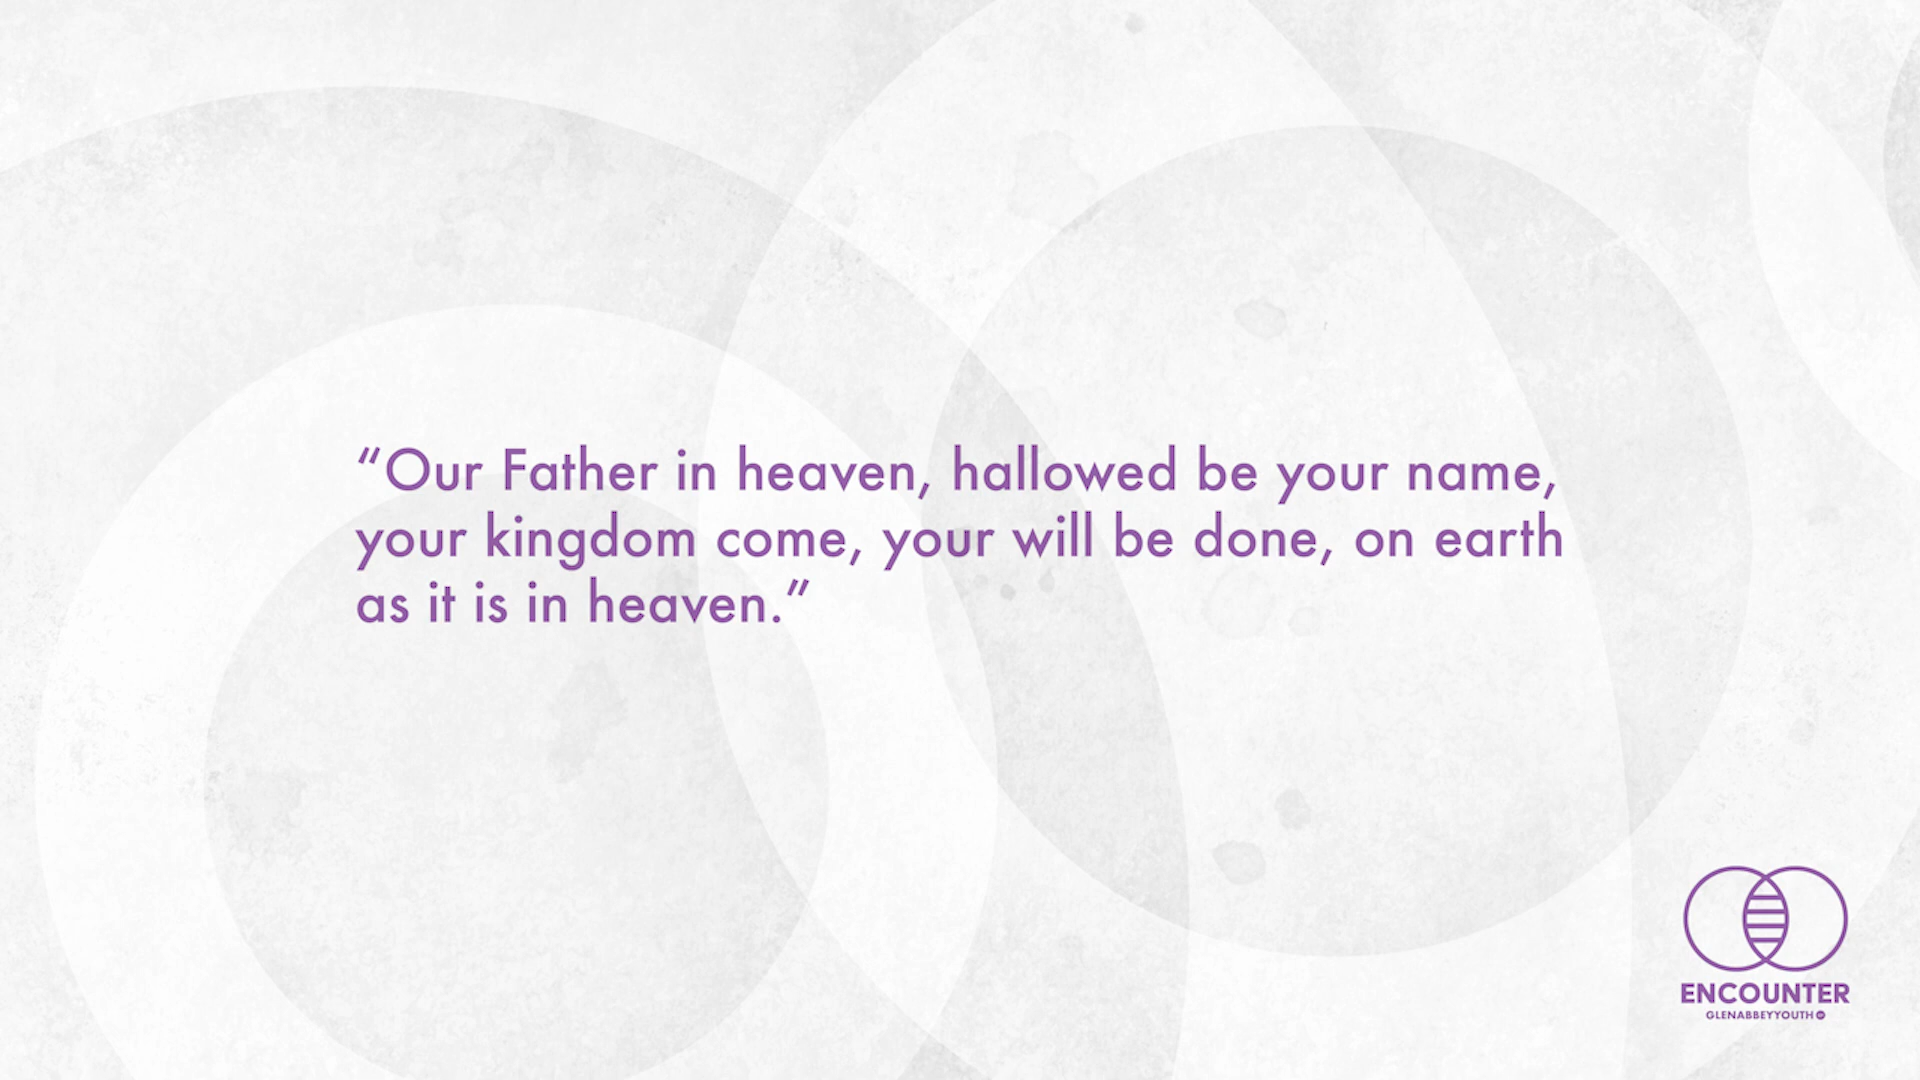 “Our Father in heaven, hallowed be your name,
your kingdom come, your will be done, on earth
as it is in heaven.”
ENCOUNTER
GLENABBEYYOUTH